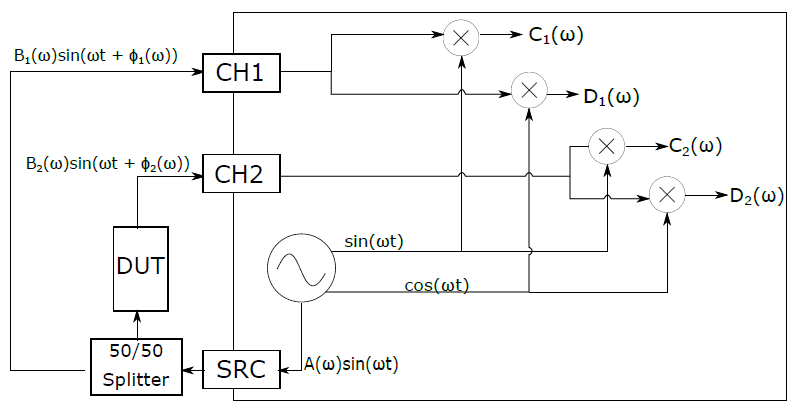 C₁(ω)
B₁(ω)sin(ωt + ϕ₁(ω))
CH1
D₁(ω)
C₂(ω)
B₂(ω)sin(ωt + ϕ₂(ω))
CH2
D₂(ω)
sin(ωt)
DUT
cos(ωt)
50/50
Splitter
SRC
A(ω)sin(ωt)